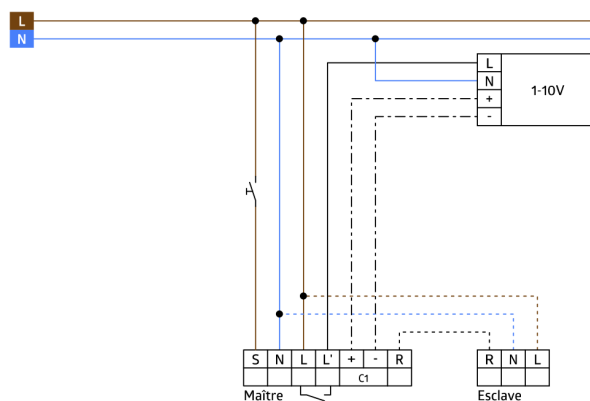 L
N
L
N
+
-
1-10V
S N L L' + - R
C1
Maître
R N L
Esclave